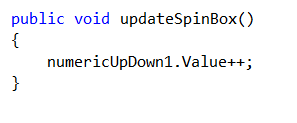 public void updateSpinBox()
{
    numericUpDown1.Value++;
}